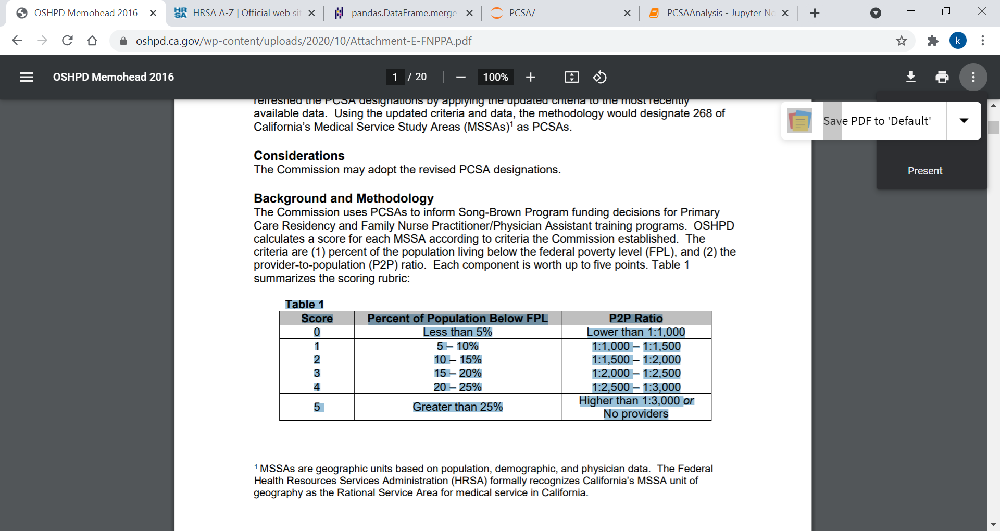 OSHPD Memohead 2016
HRSA A-Z | Official web sit
pandas.DataFrame.merge
PCSA/
PCSAAnalysis - Jupyter No
oshpd.ca.gov/wp-content/uploads/2020/10/Attachment-E-FNPPA.pdf
k
OSHPD Memohead 2016
1 / 20
100%
Save PDF to 'Default'
Present
refreshed the PCSA designations by applying the updated criteria to the most recently
available data. Using the updated criteria and data, the methodology would designate 268 of
California's Medical Service Study Areas (MSSAs)¹ as PCSAs.
Considerations
The Commission may adopt the revised PCSA designations.
Background and Methodology
The Commission uses PCSAs to inform Song-Brown Program funding decisions for Primary
Care Residency and Family Nurse Practitioner/Physician Assistant training programs. OSHPD
calculates a score for each MSSA according to criteria the Commission established. The
criteria are (1) percent of the population living below the federal poverty level (FPL), and (2) the
provider-to-population (P2P) ratio. Each component is worth up to five points. Table 1
summarizes the scoring rubric:
Table 1
Score Percent of Population Below FPL P2P Ratio
0 Less than 5% Lower than 1:1,000
1 5 – 10% 1:1,000 – 1:1,500
2 10 – 15% 1:1,500 – 1:2,000
3 15 – 20% 1:2,000 – 1:2,500
4 20 – 25% 1:2,500 – 1:3,000
5 Greater than 25% Higher than 1:3,000 or
No providers
¹ MSSAs are geographic units based on population, demographic, and physician data. The Federal
Health Resources Services Administration (HRSA) formally recognizes California's MSSA unit of
geography as the Rational Service Area for medical service in California.